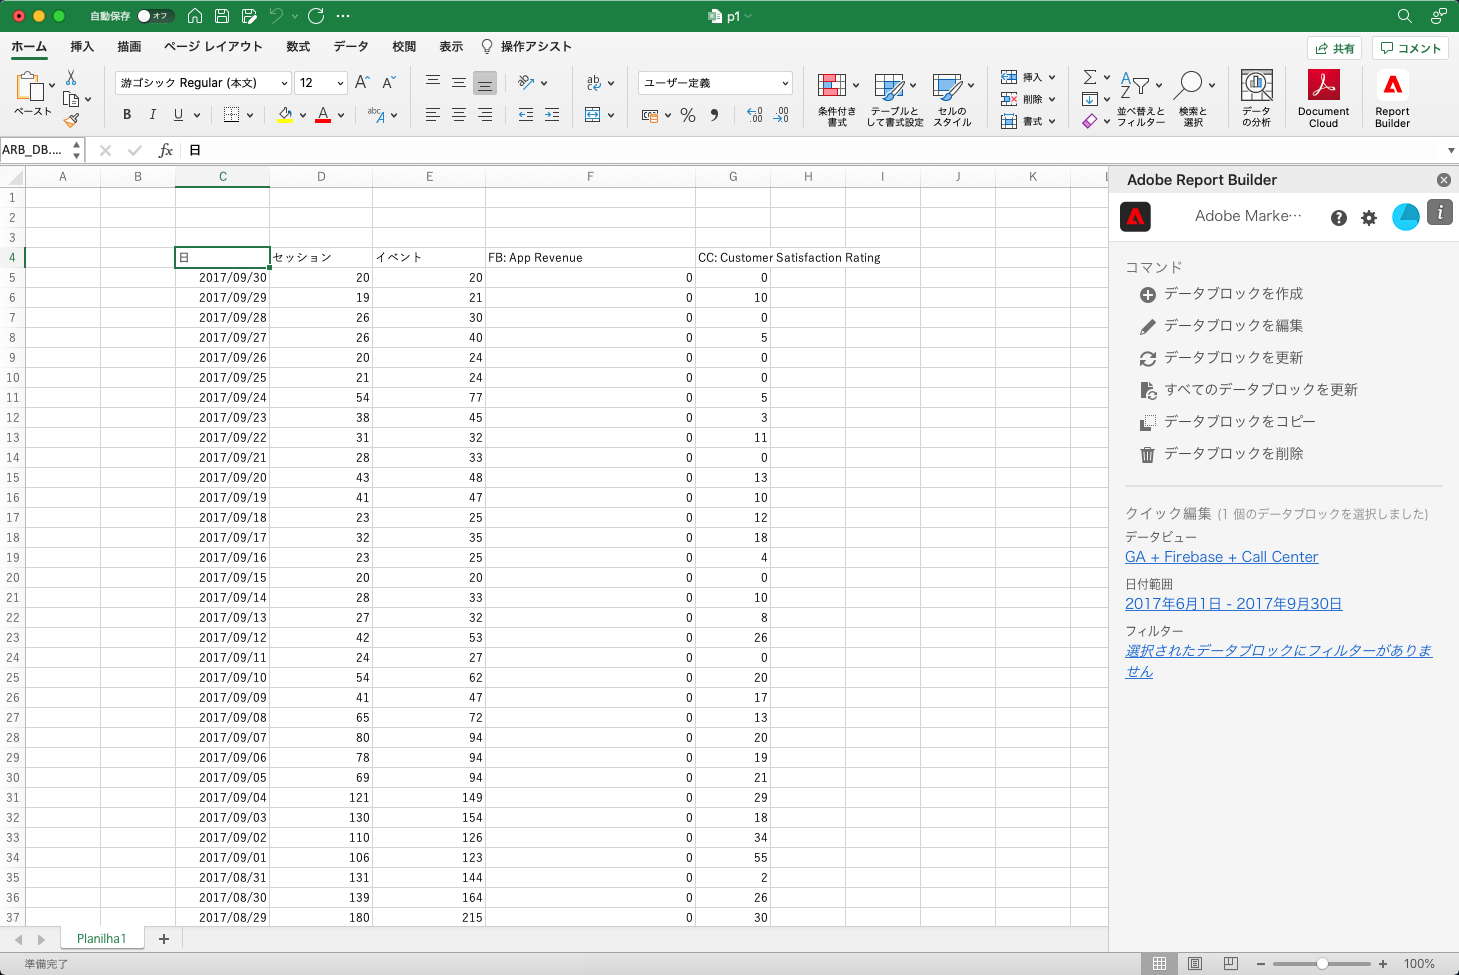 自動保存 オフ
p1
ホーム 挿入 描画 ページ レイアウト 数式 データ 校閲 表示 操作アシスト 共有 コメント
ペースト
游ゴシック Regular (本文) 12
B I U A abc A
ab
ユーザー定義
%
条件付き
書式
テーブルと
して書式設定
セルの
スタイル
挿入
削除
書式
並べ替えと
フィルター
検索と
選択
データ
の分析
Document
Cloud
Report
Builder
ARB_DB.... fx 日
A B C D E F G H I J K L
1
2
3
4 日 セッション イベント FB: App Revenue CC: Customer Satisfaction Rating
5 2017/09/30 20 20 0 0
6 2017/09/29 19 21 0 10
7 2017/09/28 26 30 0 0
8 2017/09/27 26 40 0 5
9 2017/09/26 20 24 0 0
10 2017/09/25 21 24 0 0
11 2017/09/24 54 77 0 5
12 2017/09/23 38 45 0 3
13 2017/09/22 31 32 0 11
14 2017/09/21 28 33 0 0
15 2017/09/20 43 48 0 13
16 2017/09/19 41 47 0 10
17 2017/09/18 23 25 0 12
18 2017/09/17 32 35 0 18
19 2017/09/16 23 25 0 4
20 2017/09/15 20 20 0 0
21 2017/09/14 28 33 0 10
22 2017/09/13 27 32 0 8
23 2017/09/12 42 53 0 26
24 2017/09/11 24 27 0 0
25 2017/09/10 54 62 0 20
26 2017/09/09 41 47 0 17
27 2017/09/08 65 72 0 13
28 2017/09/07 80 94 0 20
29 2017/09/06 78 94 0 19
30 2017/09/05 69 94 0 21
31 2017/09/04 121 149 0 29
32 2017/09/03 130 154 0 18
33 2017/09/02 110 126 0 34
34 2017/09/01 106 123 0 55
35 2017/08/31 131 144 0 2
36 2017/08/30 139 164 0 26
37 2017/08/29 180 215 0 30
Adobe Report Builder
Adobe Marke…
コマンド
データブロックを作成
データブロックを編集
データブロックを更新
すべてのデータブロックを更新
データブロックをコピー
データブロックを削除
クイック編集 (1 個のデータブロックを選択しました)
データビュー
GA + Firebase + Call Center
日付範囲
2017年6月1日 - 2017年9月30日
フィルター
選択されたデータブロックにフィルターがありま
せん
Planilha1
準備完了
100%